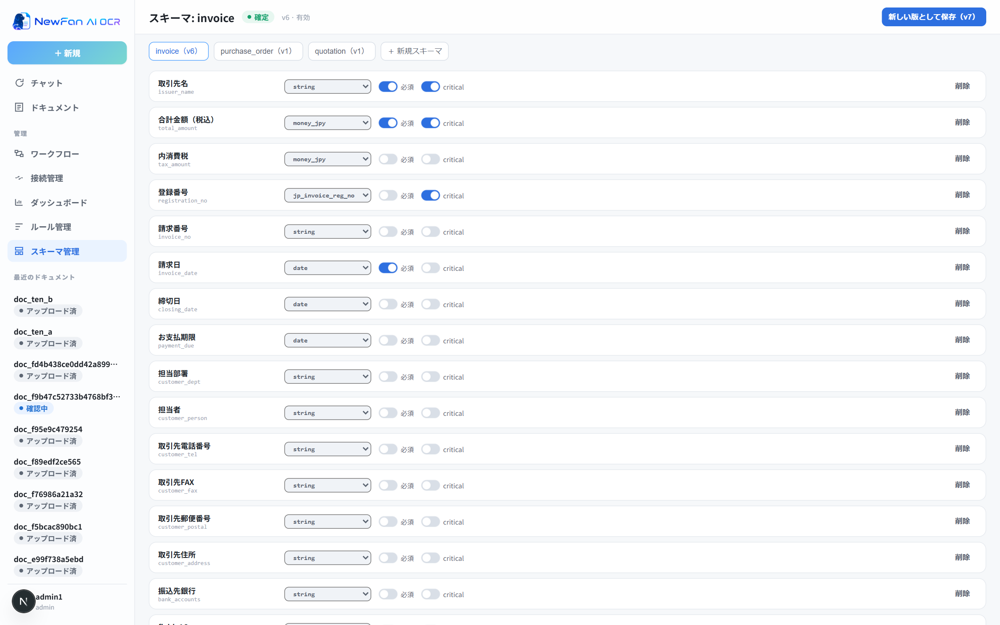 NewFan AI OCR
＋ 新規
チャット
ドキュメント
管理
ワークフロー
接続管理
ダッシュボード
ルール管理
スキーマ管理
最近のドキュメント
doc_ten_b
アップロード済
doc_ten_a
アップロード済
doc_fd4b438ce0dd42a899…
アップロード済
doc_f9b47c52733b4768bf3…
確認中
doc_f95e9c479254
アップロード済
doc_f89edf2ce565
アップロード済
doc_f76986a21a32
アップロード済
doc_f5bcac890bc1
アップロード済
doc_e99f738a5ebd
アップロード済
N
admin1
admin
スキーマ: invoice 確定 v6 · 有効 新しい版として保存（v7）
invoice（v6） purchase_order（v1） quotation（v1） ＋ 新規スキーマ
取引先名
issuer_name
string 必須 critical 削除
合計金額（税込）
total_amount
money_jpy 必須 critical 削除
内消費税
tax_amount
money_jpy 必須 critical 削除
登録番号
registration_no
jp_invoice_reg_no 必須 critical 削除
請求番号
invoice_no
string 必須 critical 削除
請求日
invoice_date
date 必須 critical 削除
締切日
closing_date
date 必須 critical 削除
お支払期限
payment_due
date 必須 critical 削除
担当部署
customer_dept
string 必須 critical 削除
担当者
customer_person
string 必須 critical 削除
取引先電話番号
customer_tel
string 必須 critical 削除
取引先FAX
customer_fax
string 必須 critical 削除
取引先郵便番号
customer_postal
string 必須 critical 削除
取引先住所
customer_address
string 必須 critical 削除
振込先銀行
bank_accounts
string 必須 critical 削除